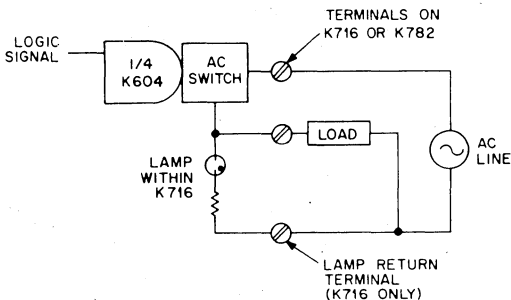 TERMINALS ON
K716 OR K782
LOGIC
SIGNAL
1/4
K604
AC
SWITCH
LOAD
AC
LINE
LAMP
WITHIN
K716
LAMP RETURN
TERMINAL
(K716 ONLY)